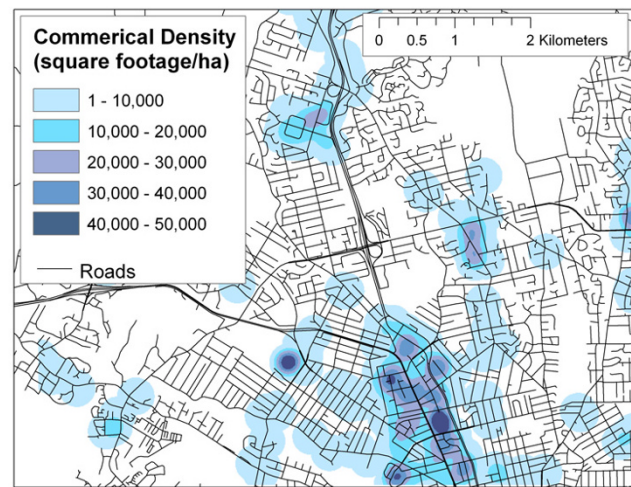 Commerical Density
(square footage/ha)
1 - 10,000
10,000 - 20,000
20,000 - 30,000
30,000 - 40,000
40,000 - 50,000
Roads
0 0.5 1 2 Kilometers